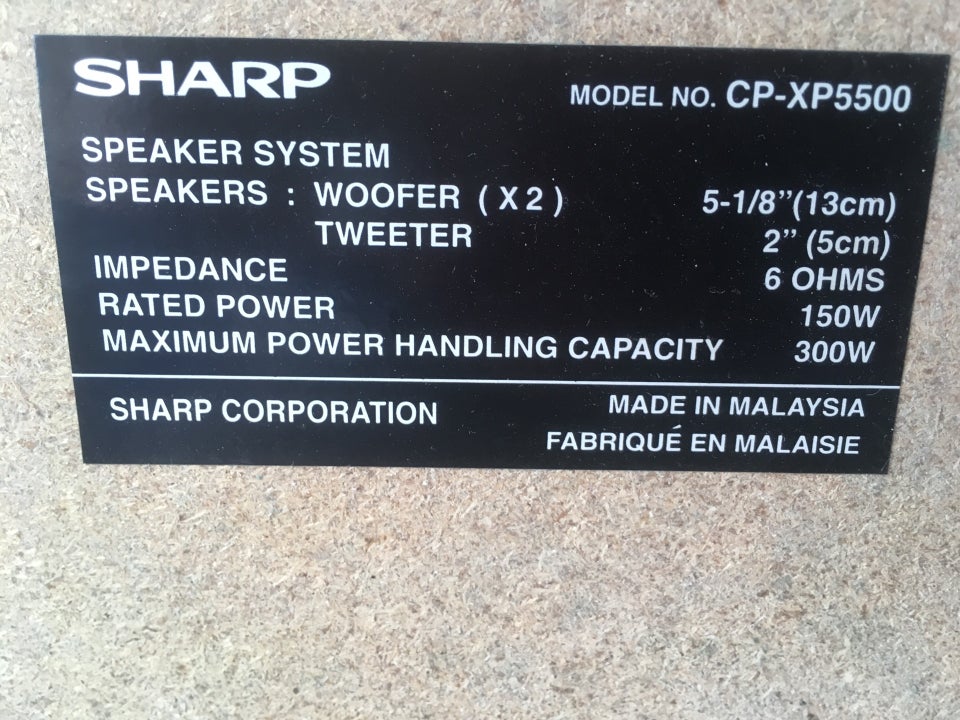 SHARP MODEL NO. CP-XP5500
SPEAKER SYSTEM
SPEAKERS : WOOFER ( X 2 ) 5-1/8”(13cm)
TWEETER 2” (5cm)
IMPEDANCE 6 OHMS
RATED POWER 150W
MAXIMUM POWER HANDLING CAPACITY 300W
SHARP CORPORATION MADE IN MALAYSIA
FABRIQUÉ EN MALAISIE